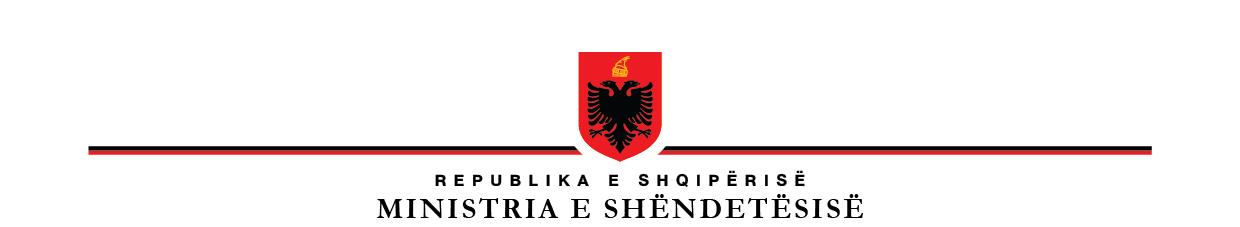 REPUBLIKA E SHQIPËRISË
MINISTRIA E SHËNDETËSISË